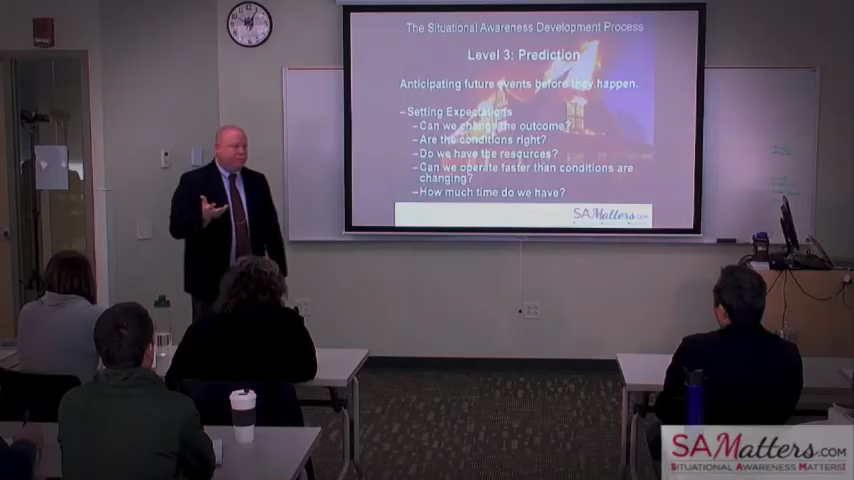 The Situational Awareness Development Process
Level 3: Prediction
Anticipating future events before they happen.
–Setting Expectations
–Can we change the outcome?
–Are the conditions right?
–Do we have the resources?
–Can we operate faster than conditions are
changing?
–How much time do we have?
SAMatters.com
SAMatters.com
Situational Awareness Matters!